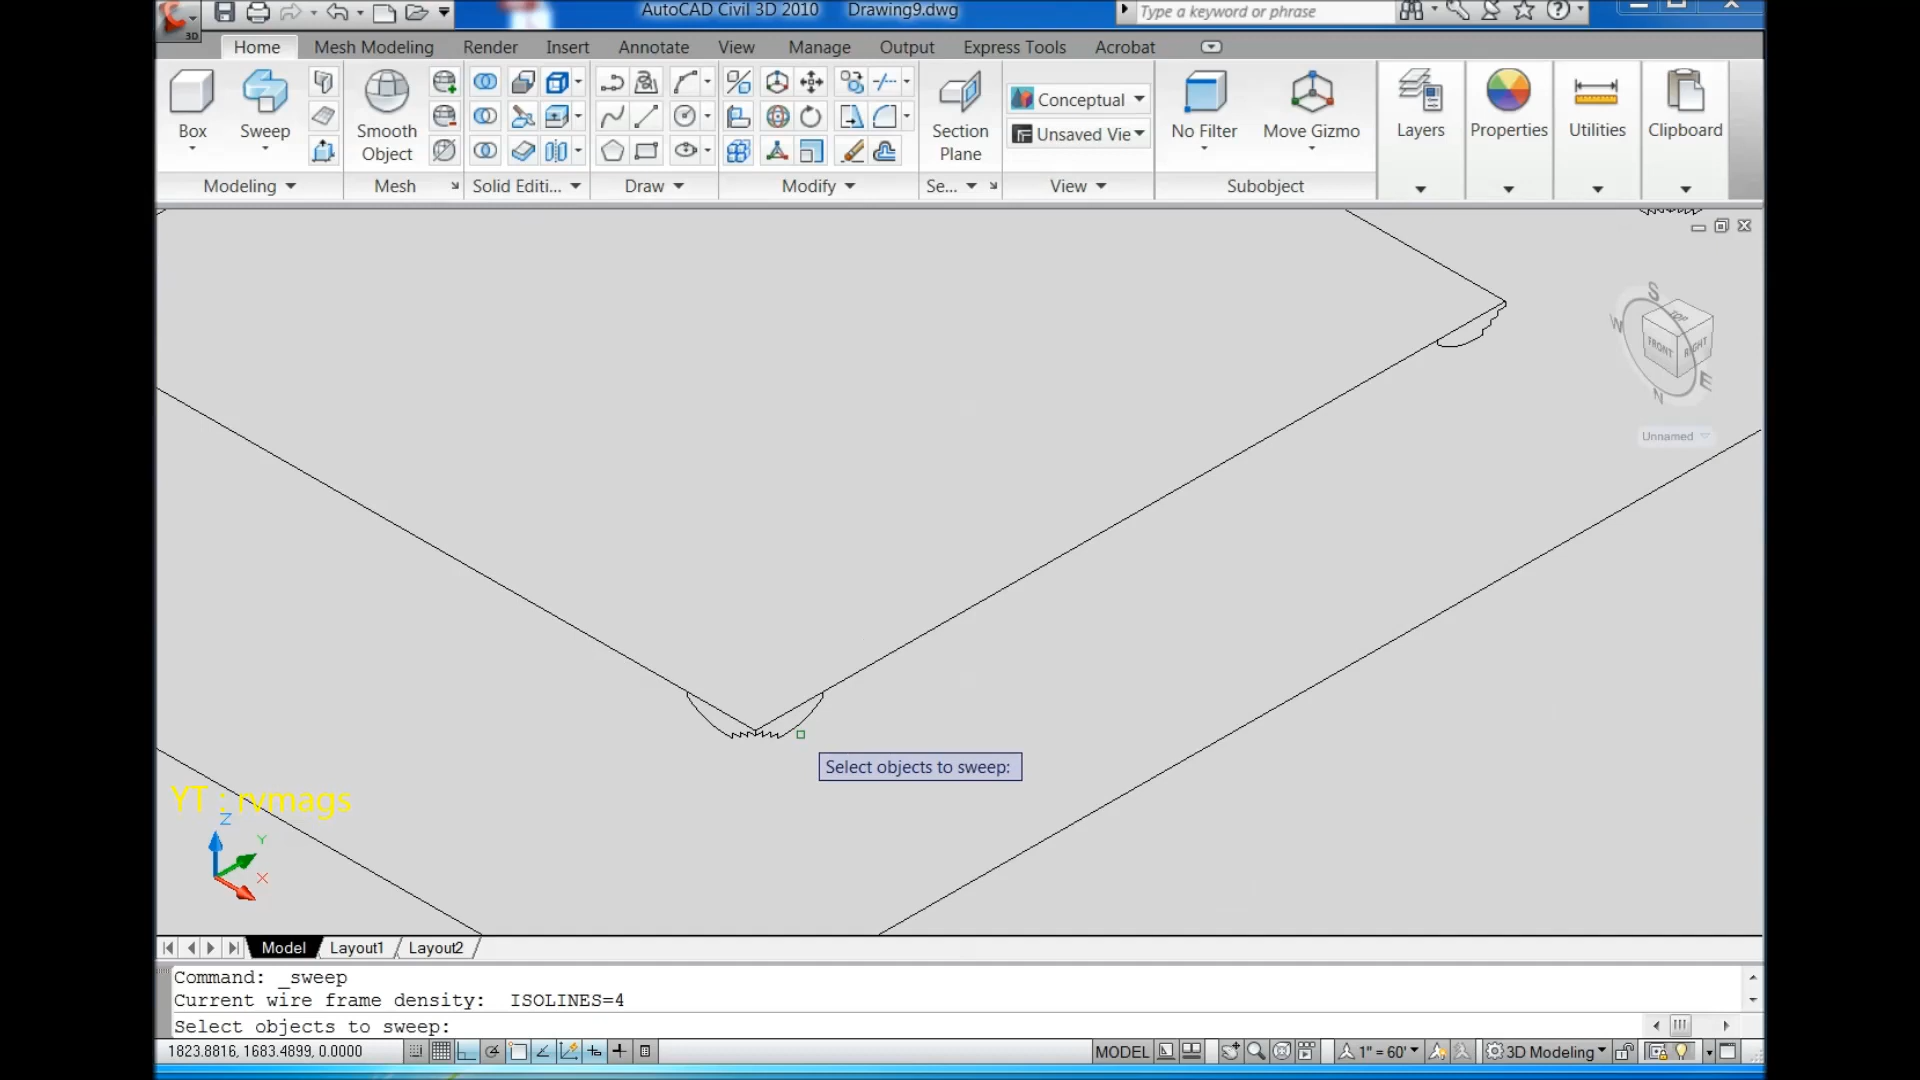 AutoCAD Civil 3D 2010 Drawing9.dwg Type a keyword or phrase
3D
Home Mesh Modeling Render Insert Annotate View Manage Output Express Tools Acrobat
Box Sweep Smooth Object Section Plane Conceptual Unsaved Vie No Filter Move Gizmo Layers Properties Utilities Clipboard
Modeling Mesh Solid Editi... Draw Modify Se... View Subobject
S
W
TOP
FRONT RIGHT
E
N
Unnamed
Select objects to sweep:
YT : rvmags
Z
Y
X
Model Layout1 Layout2
Command: _sweep
Current wire frame density:  ISOLINES=4
Select objects to sweep:
1823.8816, 1683.4899, 0.0000 MODEL 1" = 60' 3D Modeling